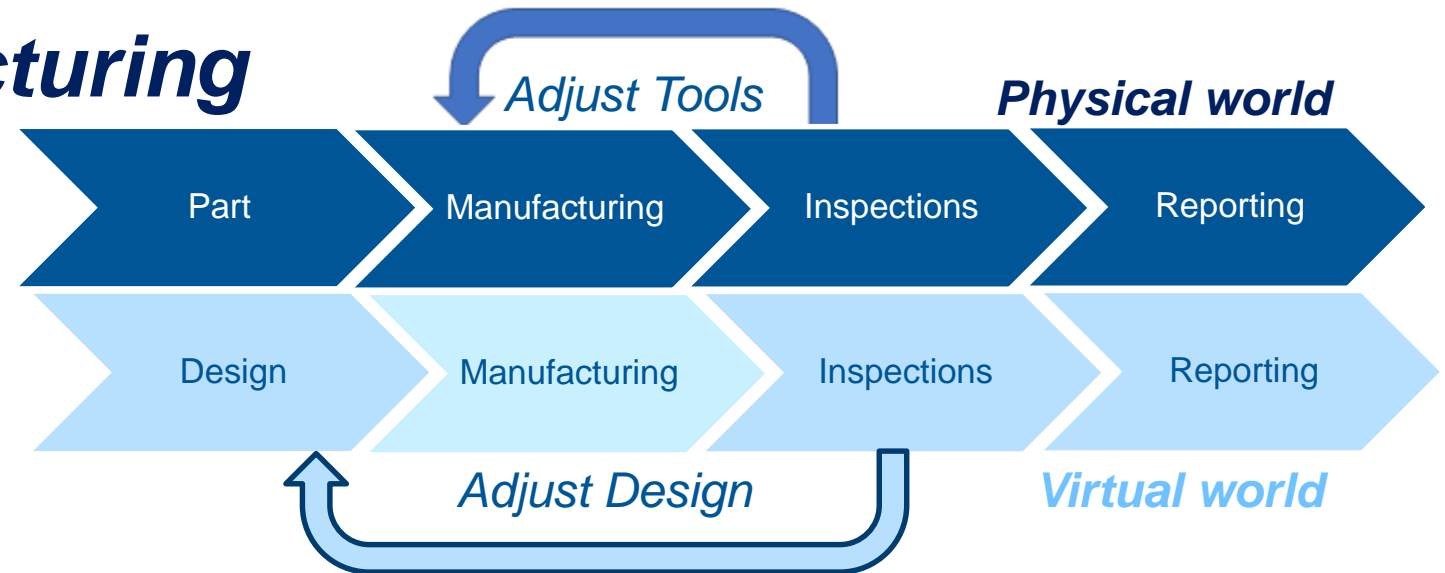 cturing
Adjust Tools
Physical world
Part
Manufacturing
Inspections
Reporting
Design
Manufacturing
Inspections
Reporting
Adjust Design
Virtual world